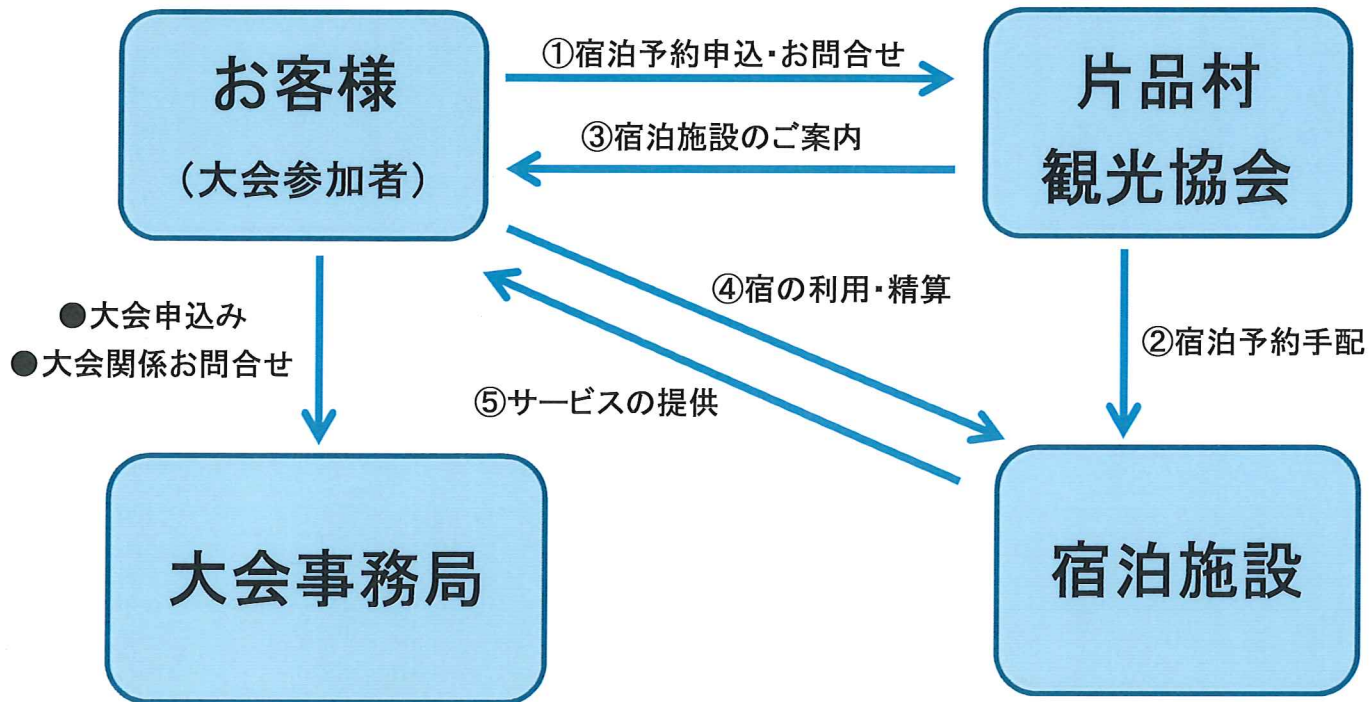 お客様
(大会参加者)
①宿泊予約申込・お問合せ
③宿泊施設のご案内
片品村
観光協会
④宿の利用・精算
②宿泊予約手配
●大会申込み
●大会関係お問合せ
⑤サービスの提供
大会事務局
宿泊施設